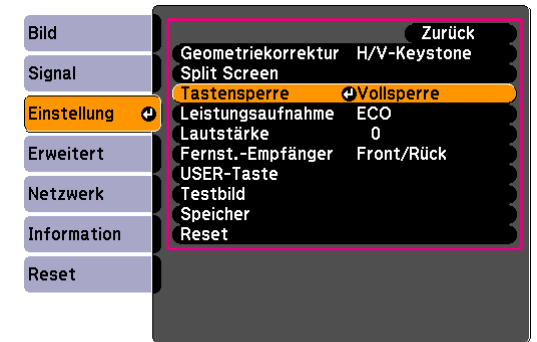 Bild
Signal
Einstellung
Erweitert
Netzwerk
Information
Reset
Zurück
Geometriekorrektur H/V-Keystone
Split Screen
Tastensperre Vollsperre
Leistungsaufnahme ECO
Lautstärke 0
Fernst.-Empfänger Front/Rück
USER-Taste
Testbild
Speicher
Reset